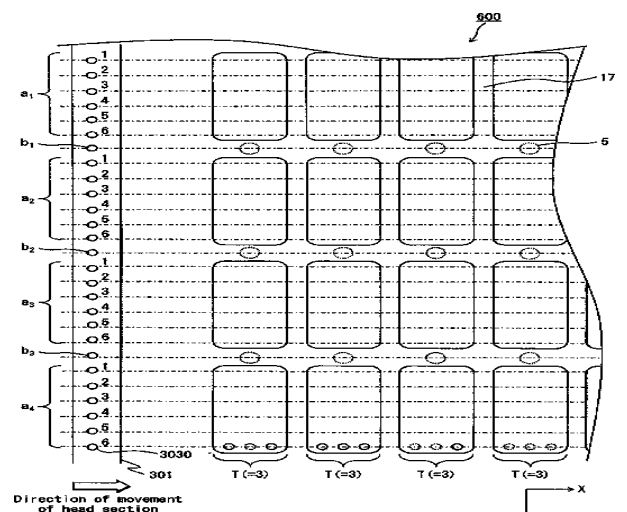 600
a₁ 1
2
3
4
5
6
17
b₁ 5
a₂ 1
2
3
4
5
6
b₂
a₃ 1
2
3
4
5
6
b₃
a₄ 1
2
3
4
5
6
3030
301
T(=3) T(=3) T(=3) T(=3)
X
Direction of movement
of head section